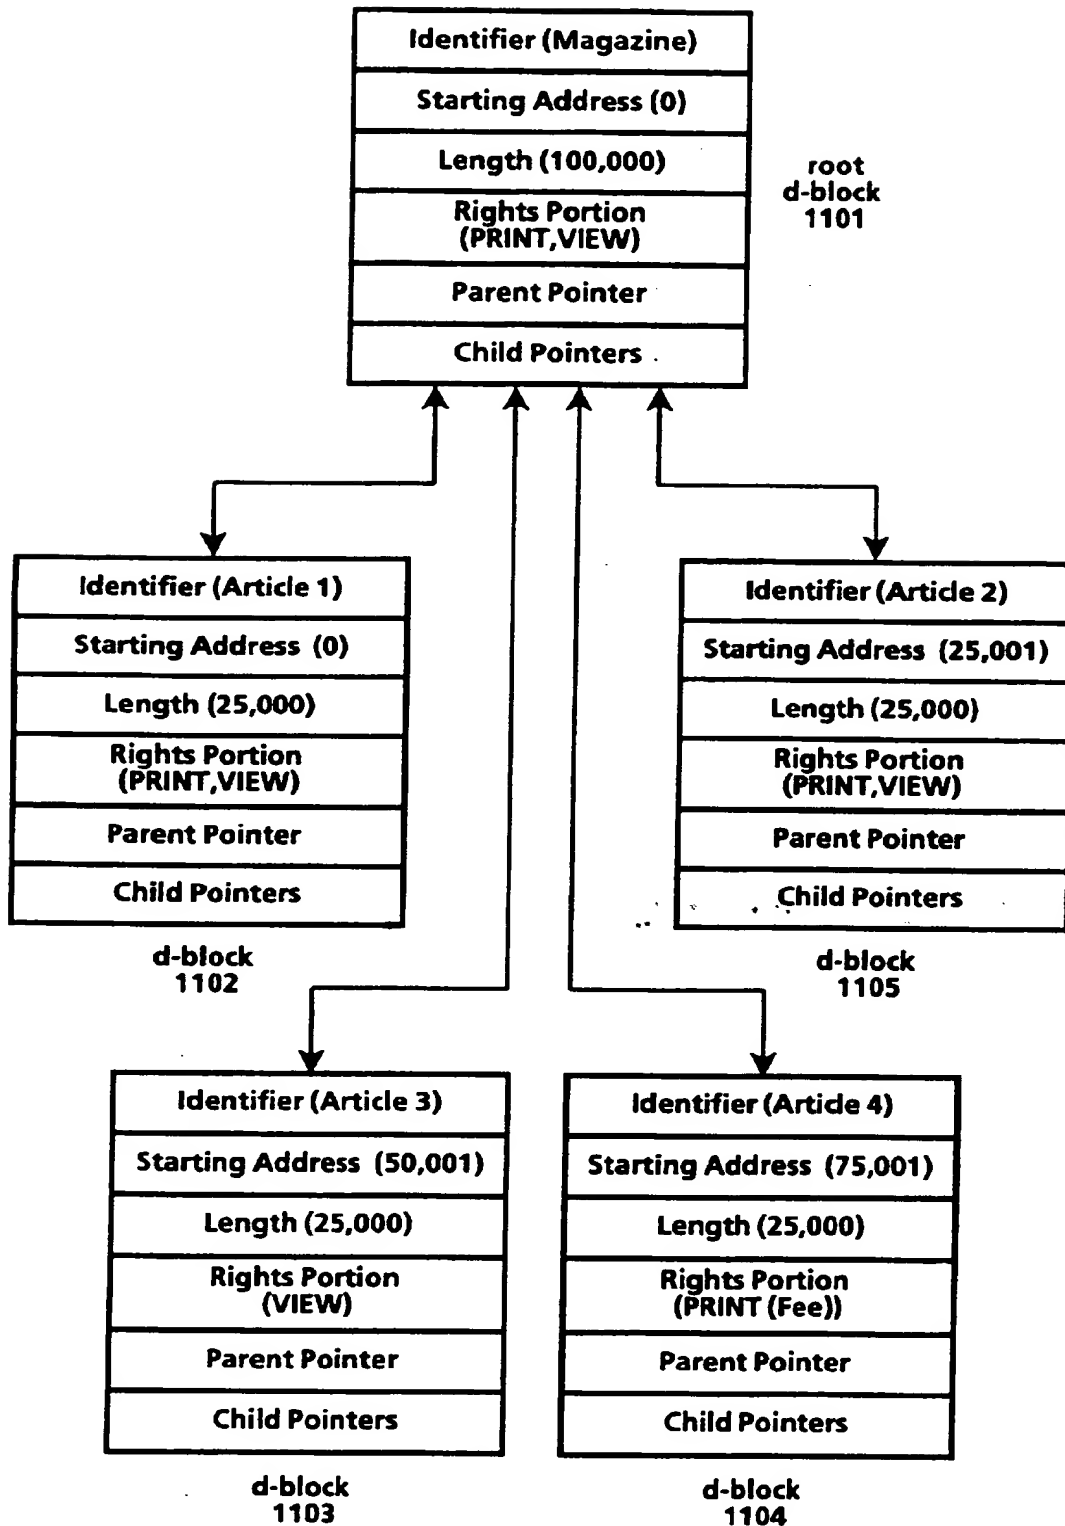 Identifier (Magazine)
Starting Address (0)
Length (100,000)
Rights Portion
(PRINT,VIEW)
Parent Pointer
Child Pointers
root
d-block
1101
Identifier (Article 1)
Starting Address (0)
Length (25,000)
Rights Portion
(PRINT,VIEW)
Parent Pointer
Child Pointers
d-block
1102
Identifier (Article 2)
Starting Address (25,001)
Length (25,000)
Rights Portion
(PRINT,VIEW)
Parent Pointer
Child Pointers
d-block
1105
Identifier (Article 3)
Starting Address (50,001)
Length (25,000)
Rights Portion
(VIEW)
Parent Pointer
Child Pointers
d-block
1103
Identifier (Article 4)
Starting Address (75,001)
Length (25,000)
Rights Portion
(PRINT (Fee))
Parent Pointer
Child Pointers
d-block
1104